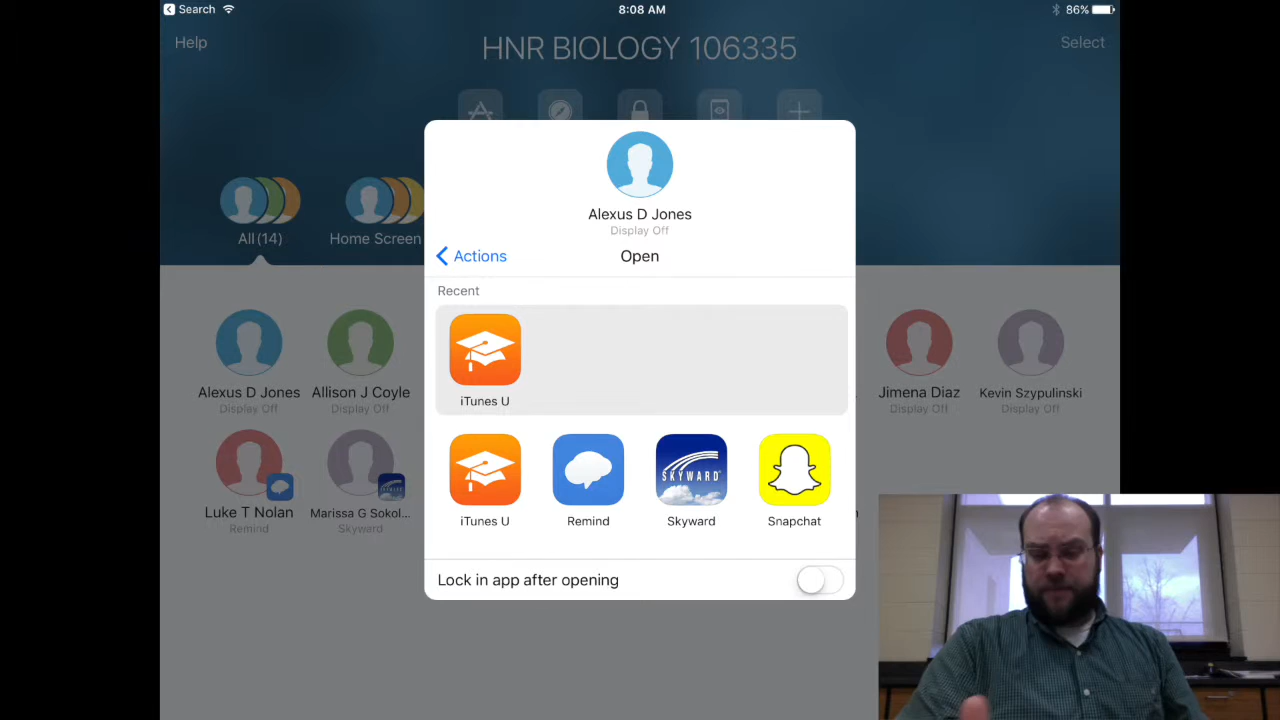 Search
8:08 AM
86%
Help
HNR BIOLOGY 106335
Select
Alexus D Jones
Display Off
All (14)
Home Screen
Actions
Open
Recent
iTunes U
Alexus D Jones
Display Off
Allison J Coyle
Display Off
Jimena Diaz
Display Off
Kevin Szypulinski
Display Off
SKYWARD
Luke T Nolan
Remind
Marissa G Sokol...
Skyward
iTunes U
Remind
Skyward
Snapchat
Lock in app after opening